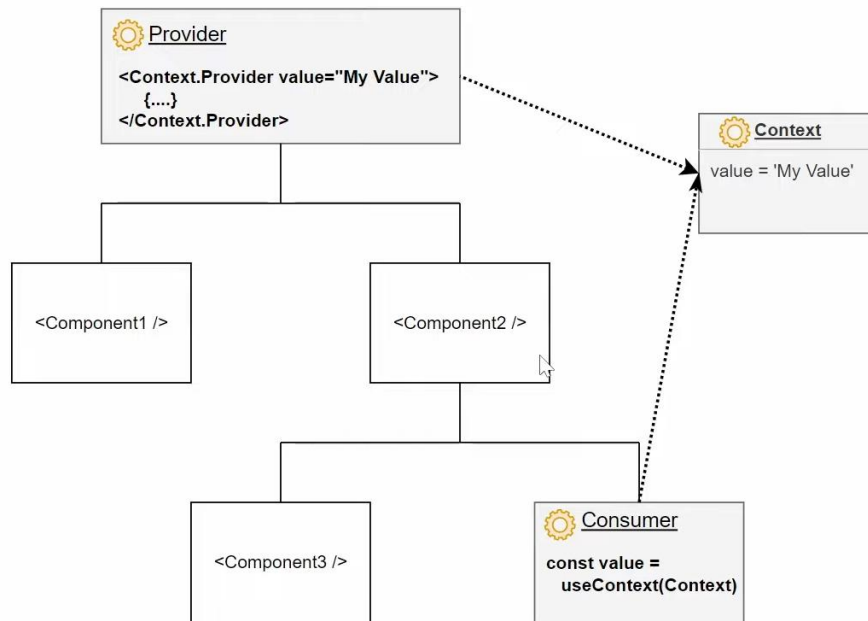 Provider
<Context.Provider value="My Value">
{....}
</Context.Provider>
Context
value = 'My Value'
<Component1 />
<Component2 />
<Component3 />
Consumer
const value =
useContext(Context)